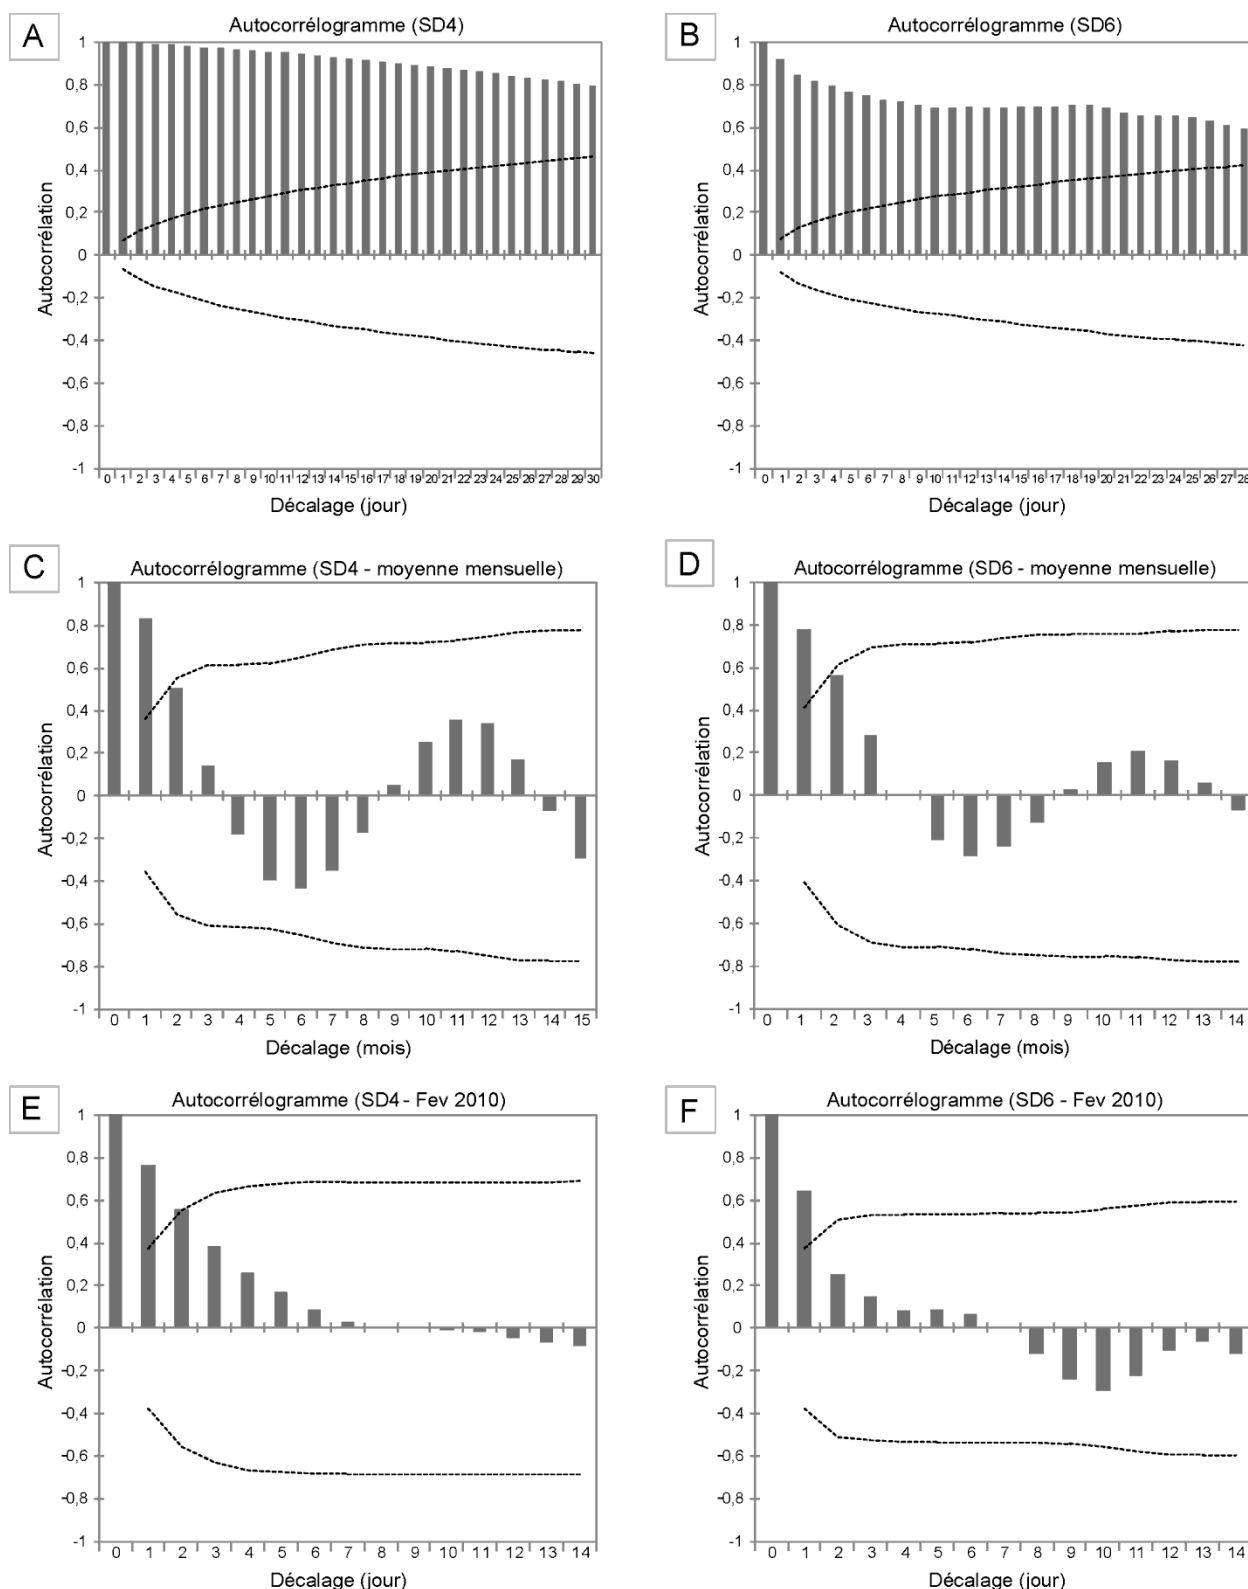 A
Autocorrélogramme (SD4)
Autocorrélation
1
0,8
0,6
0,4
0,2
0
-0,2
-0,4
-0,6
-0,8
-1
0 1 2 3 4 5 6 7 8 9 10 11 12 13 14 15 16 17 18 19 20 21 22 23 24 25 26 27 28 29 30
Décalage (jour)
B
Autocorrélogramme (SD6)
Autocorrélation
1
0,8
0,6
0,4
0,2
0
-0,2
-0,4
-0,6
-0,8
-1
0 1 2 3 4 5 6 7 8 9 10 11 12 13 14 15 16 17 18 19 20 21 22 23 24 25 26 27 28
Décalage (jour)
C
Autocorrélogramme (SD4 - moyenne mensuelle)
Autocorrélation
1
0,8
0,6
0,4
0,2
0
-0,2
-0,4
-0,6
-0,8
-1
0 1 2 3 4 5 6 7 8 9 10 11 12 13 14 15
Décalage (mois)
D
Autocorrélogramme (SD6 - moyenne mensuelle)
Autocorrélation
1
0,8
0,6
0,4
0,2
0
-0,2
-0,4
-0,6
-0,8
-1
0 1 2 3 4 5 6 7 8 9 10 11 12 13 14
Décalage (mois)
E
Autocorrélogramme (SD4 - Fev 2010)
Autocorrélation
1
0,8
0,6
0,4
0,2
0
-0,2
-0,4
-0,6
-0,8
-1
0 1 2 3 4 5 6 7 8 9 10 11 12 13 14
Décalage (jour)
F
Autocorrélogramme (SD6 - Fev 2010)
Autocorrélation
1
0,8
0,6
0,4
0,2
0
-0,2
-0,4
-0,6
-0,8
-1
0 1 2 3 4 5 6 7 8 9 10 11 12 13 14
Décalage (jour)